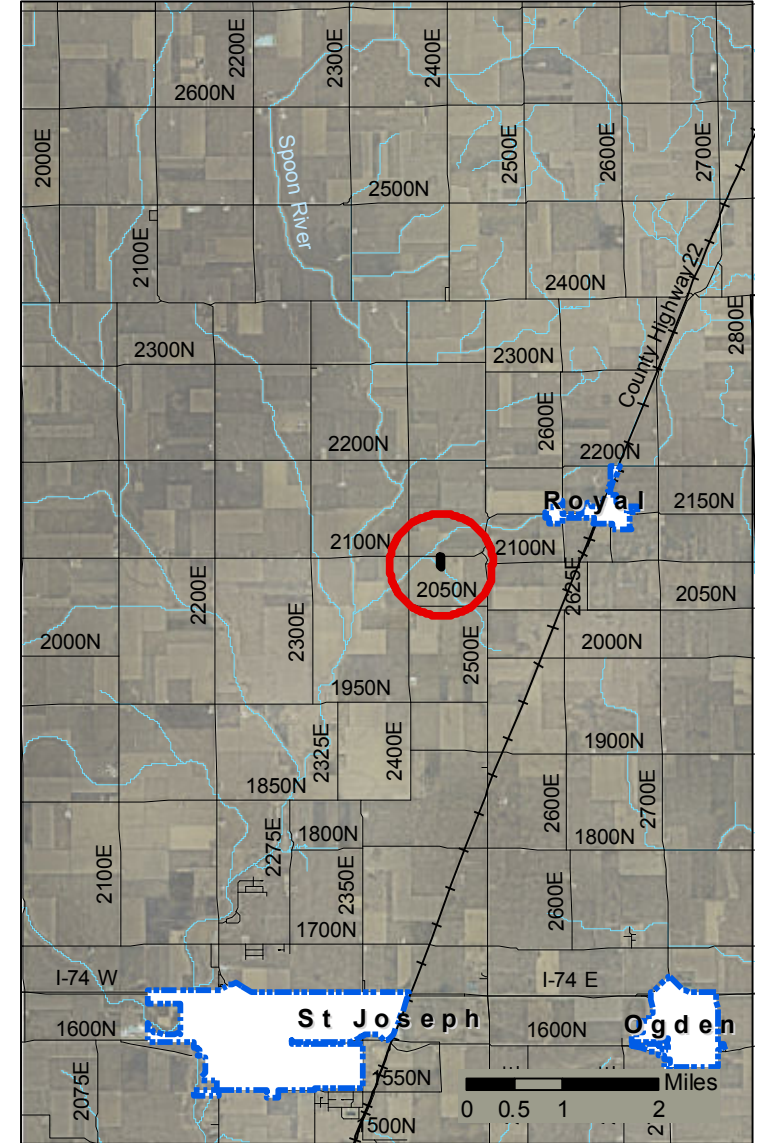 2200E
2300E
2400E
2600N
2000E
Spoon River
2500E
2600E
2700E
2500N
2100E
2400N
County Highway 22
2800E
2300N
2300N
2600E
2200N
2200N
Royal
2150N
2100N
2100N
2200E
2300E
2050N
2625E
2050N
2000N
2500E
2000N
1950N
2325E
2400E
1900N
1850N
2600E
2700E
2275E
1800N
1800N
2100E
2350E
2600E
1700N
I-74 W
I-74 E
St Joseph
1600N
1600N
Ogden
2075E
1550N
Miles
0 0.5 1 2